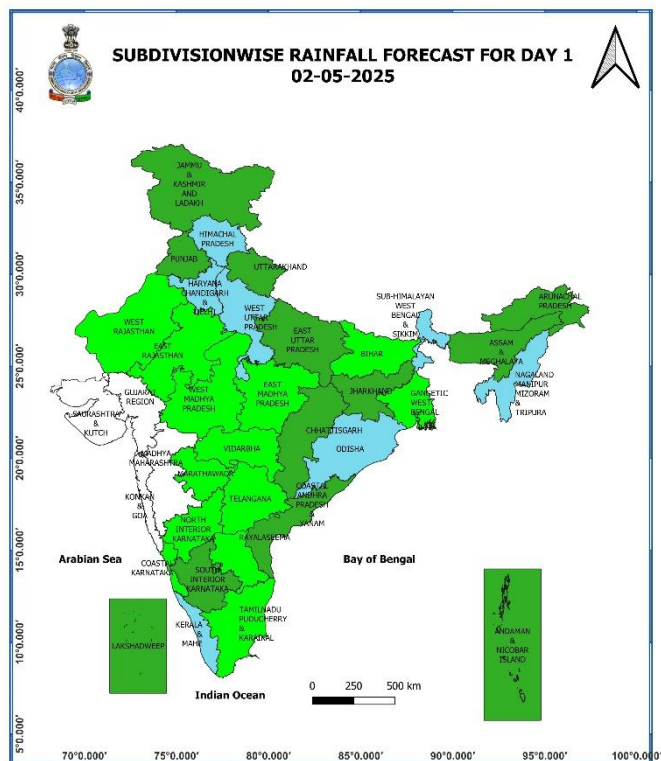 SUBDIVISIONWISE RAINFALL FORECAST FOR DAY 1
02-05-2025
40°0.000'
35°0.000'
30°0.000'
25°0.000'
20°0.000'
15°0.000'
10°0.000'
5°0.000'
JAMMU
&
KASHMIR
AND
LADAKH
HIMACHAL
PRADESH
PUNJAB
UTTARAKHAND
HARYANA
CHANDIGARH
&
DELHI
WEST
UTTAR
PRADESH
SUB-HIMALAYAN
WEST
BENGAL
&
SIKKIM
ARUNACHAL
PRADESH
WEST
RAJASTHAN
EAST
RAJASTHAN
EAST
UTTAR
PRADESH
BIHAR
ASSAM
&
MEGHALAYA
NAGALAND
MANIPUR
MIZORAM
&
TRIPURA
GUJARAT
REGION
SAURASHTRA
&
KUTCH
WEST
MADHYA
PRADESH
EAST
MADHYA
PRADESH
JHARKHAND
GANGETIC
WEST
BENGAL
CHHATTISGARH
ODISHA
MADHYA
MAHARASHTRA
VIDARBHA
MARATHAWADA
KONKAN
&
GOA
TELANGANA
COASTAL
ANDHRA
PRADESH
&
YANAM
NORTH
INTERIOR
KARNATAKA
RAYALASEEMA
Arabian Sea
Bay of Bengal
COASTAL
KARNATAKA
SOUTH
INTERIOR
KARNATAKA
TAMILNADU
PUDUCHERRY
&
KARAIKAL
KERALA
&
MAHE
LAKSHADWEEP
ANDAMAN
&
NICOBAR
ISLAND
Indian Ocean
0 250 500 km
70°0.000' 75°0.000' 80°0.000' 85°0.000' 90°0.000' 95°0.000' 100°0.000'